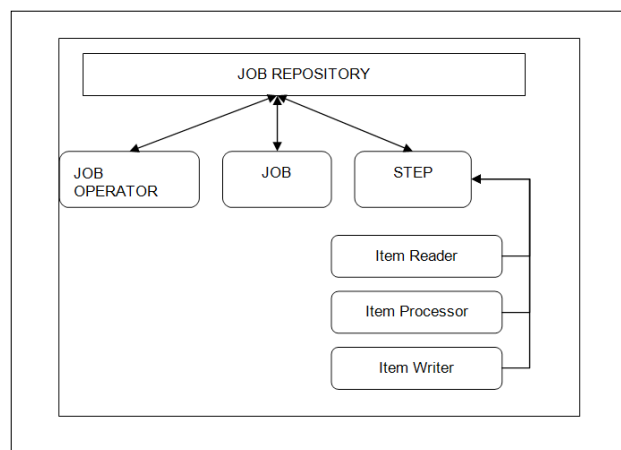 JOB REPOSITORY
JOB
OPERATOR
JOB
STEP
Item Reader
Item Processor
Item Writer